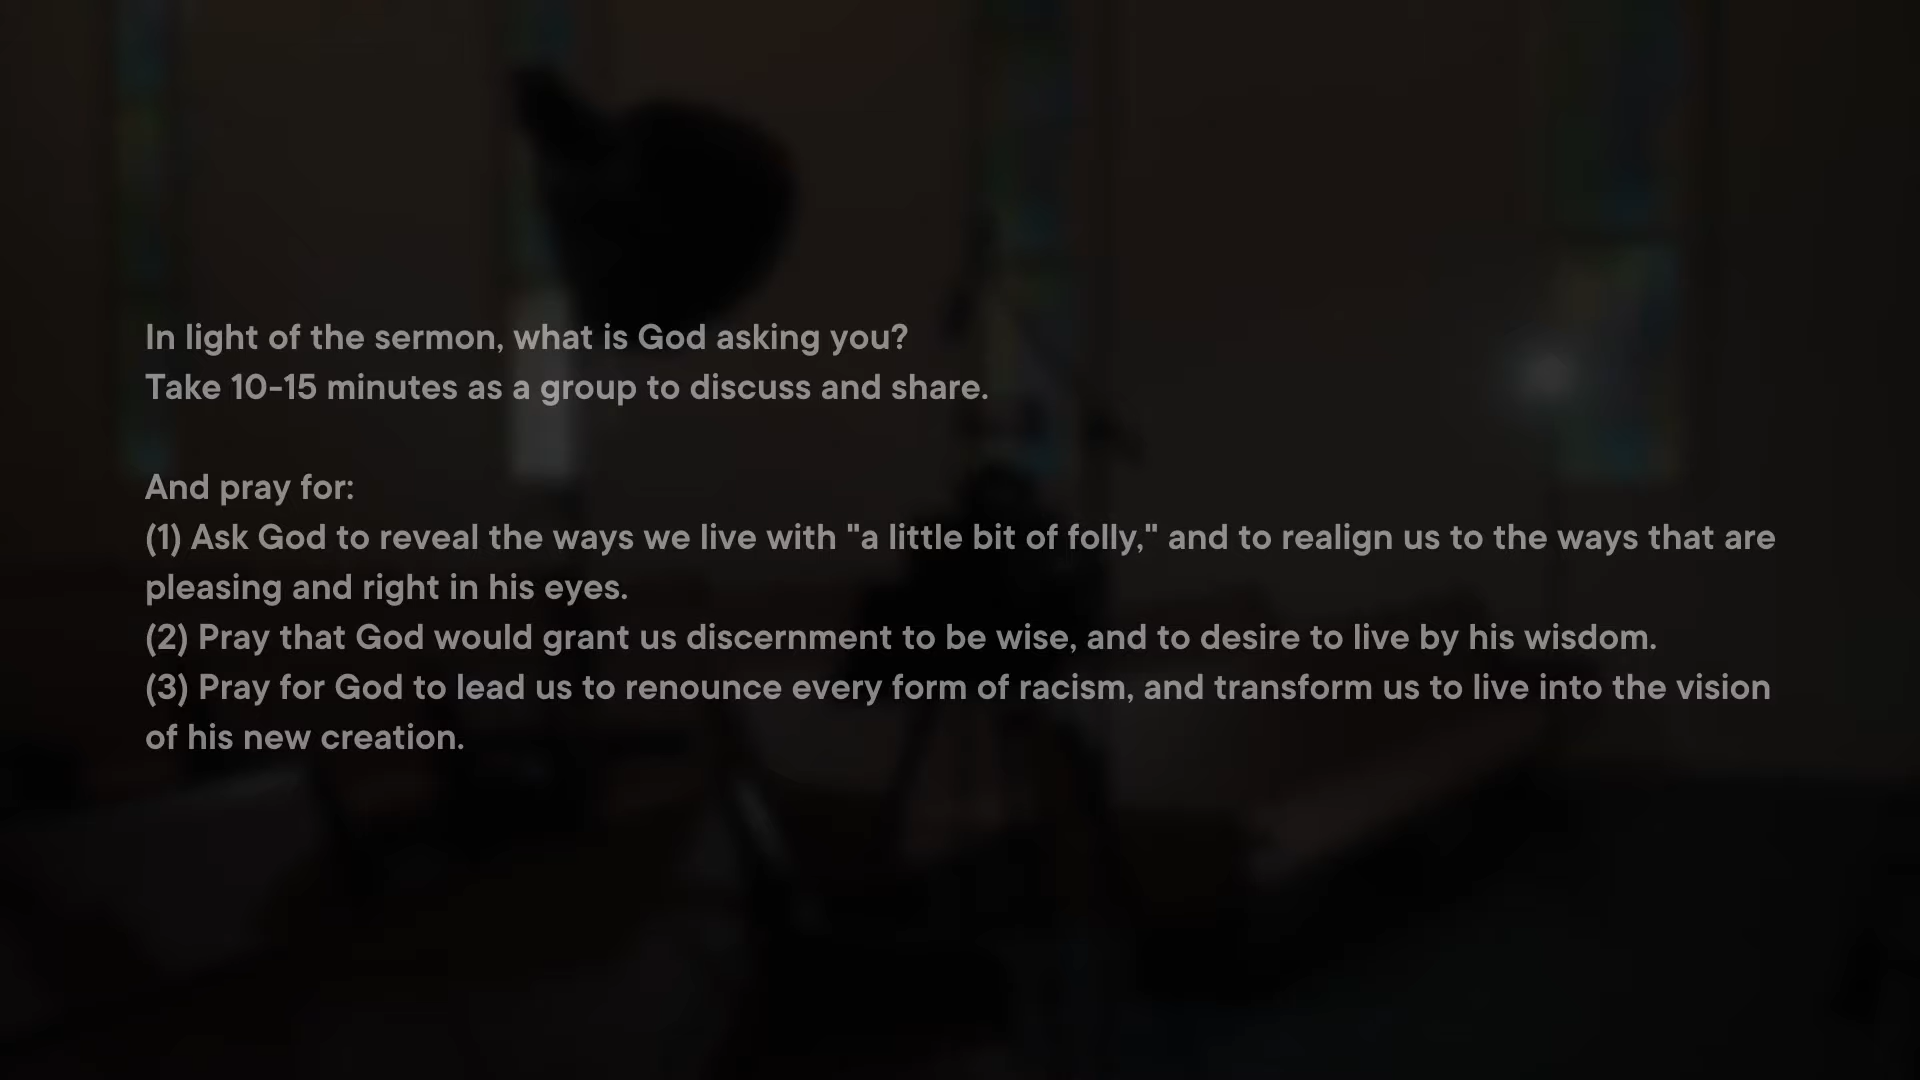 In light of the sermon, what is God asking you?
Take 10-15 minutes as a group to discuss and share.
And pray for:
(1) Ask God to reveal the ways we live with "a little bit of folly," and to realign us to the ways that are
pleasing and right in his eyes.
(2) Pray that God would grant us discernment to be wise, and to desire to live by his wisdom.
(3) Pray for God to lead us to renounce every form of racism, and transform us to live into the vision
of his new creation.